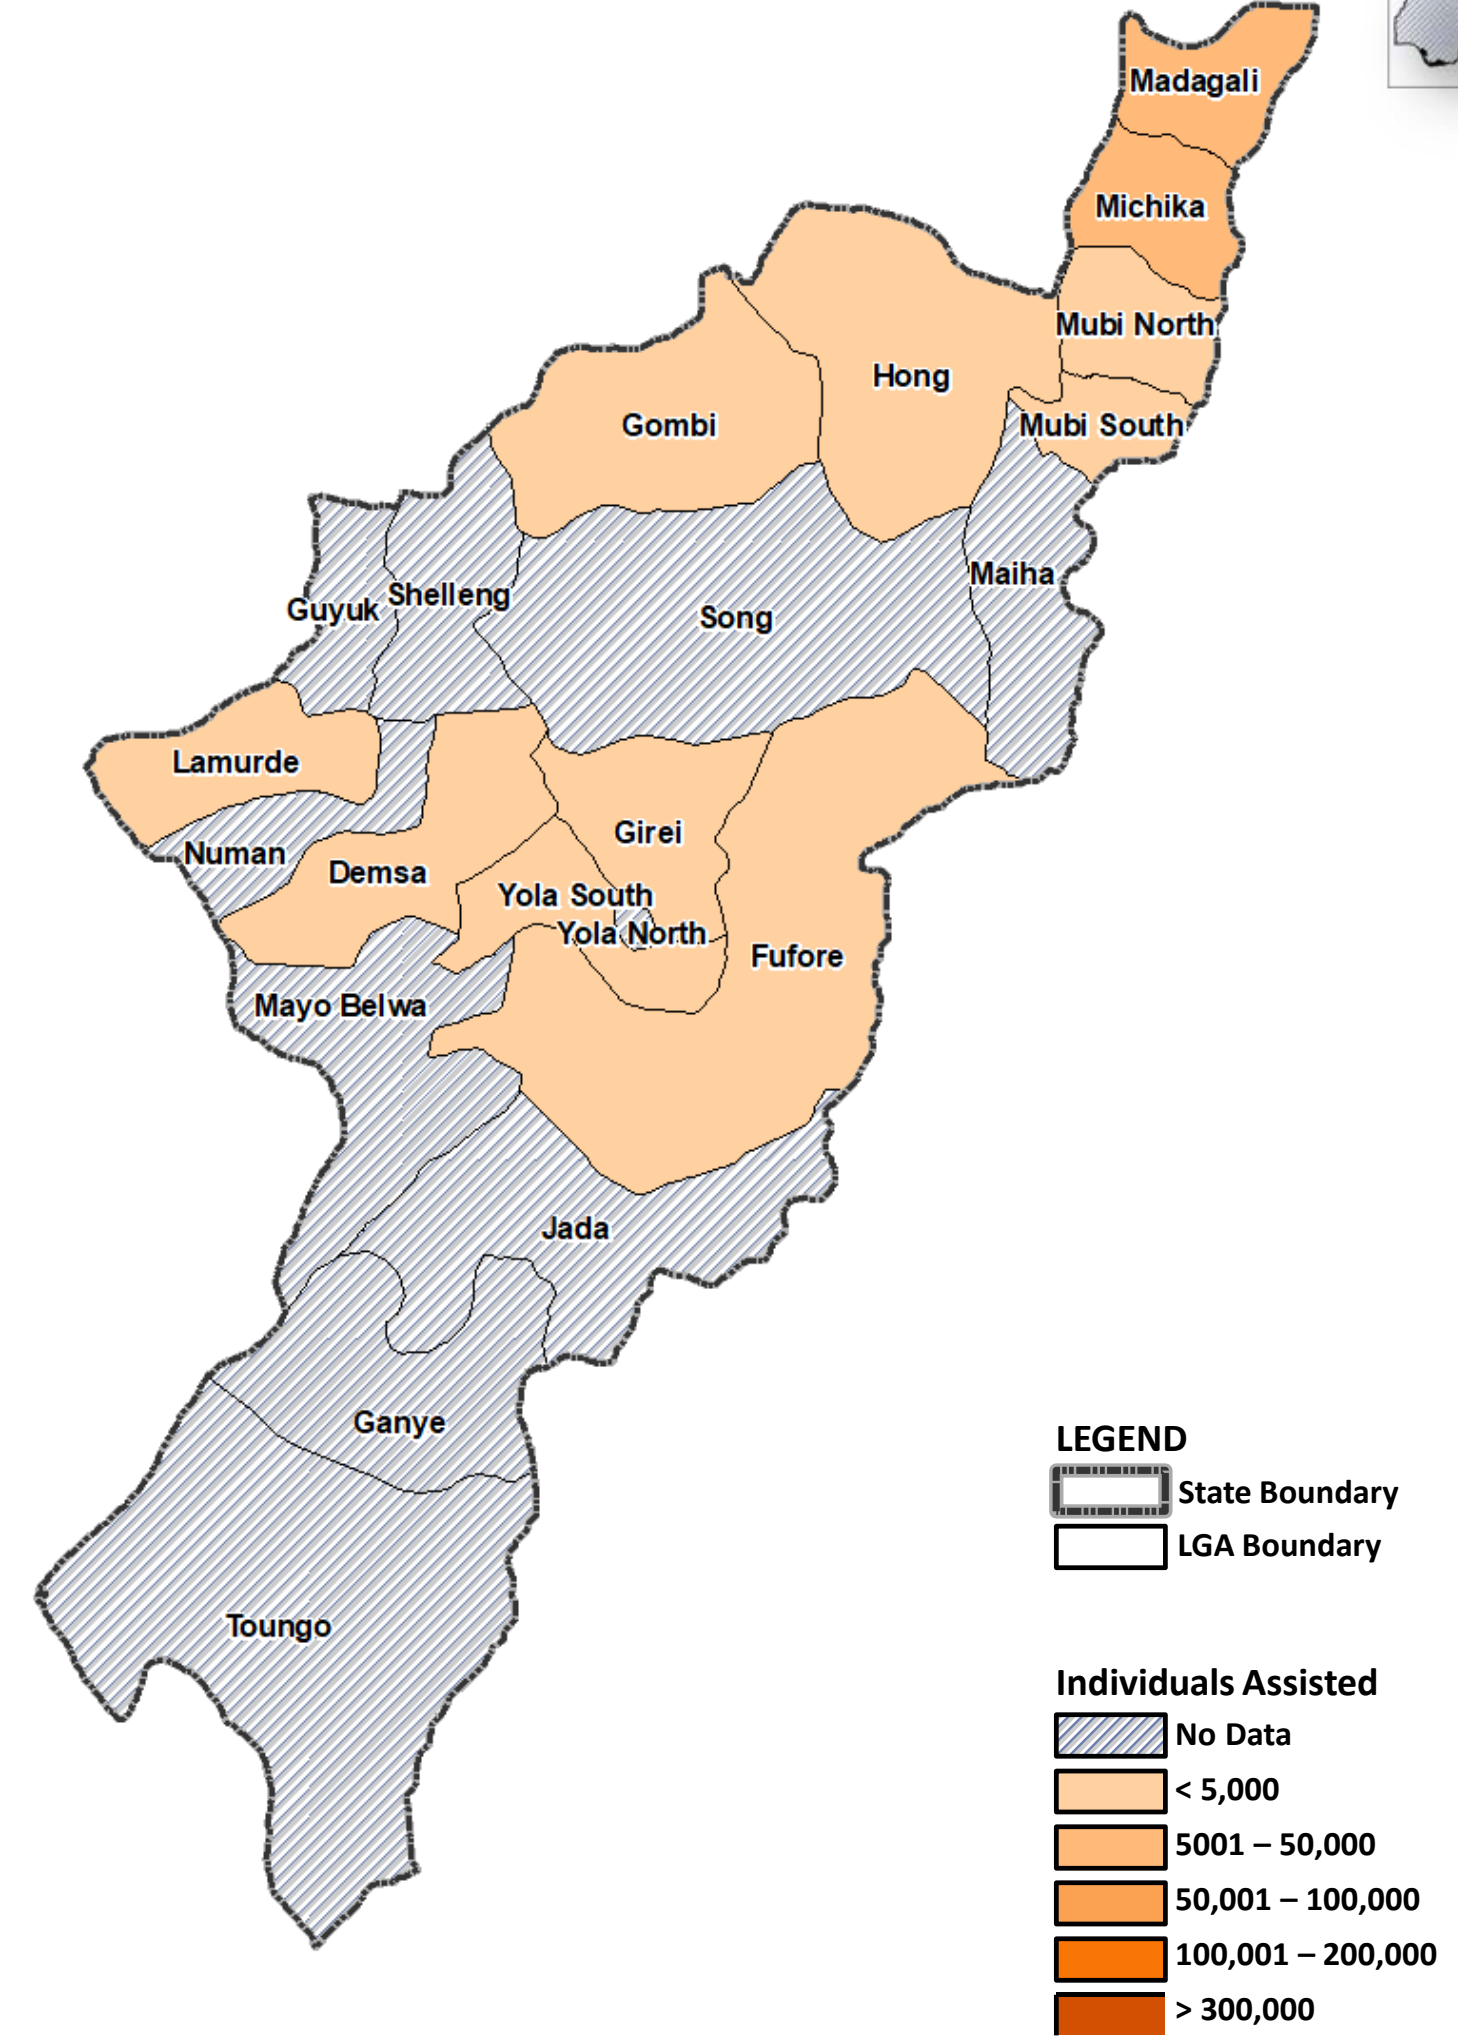 Madagali
Michika
Mubi North
Hong
Gombi
Mubi South
Maiha
Shelleng
Guyuk
Song
Lamurde
Girei
Numan
Demsa
Yola South
Yola North
Fufore
Mayo Belwa
Jada
Ganye
Toungo
LEGEND
State Boundary
LGA Boundary
Individuals Assisted
No Data
< 5,000
5001 – 50,000
50,001 – 100,000
100,001 – 200,000
> 300,000